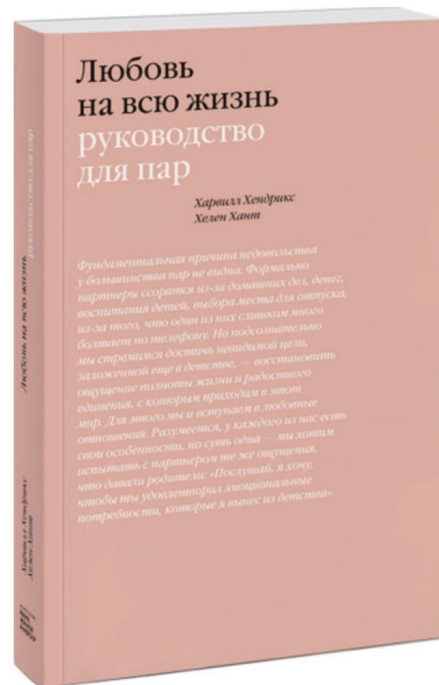 Любовь
на всю жизнь
руководство
для пар
Харвилл Хендрикс
Хелен Хант
Фундаментальная причина недовольства
у большинства пар не видна. Формально
партнеры ссорятся из-за домашних дел, денег,
воспитания детей, выбора места для отпуска,
из-за того, что один из них слишком много
болтает по телефону. Но подсознательно
мы стремимся достичь невидимой цели,
заложенной еще в детстве, — восстановить
ощущение полноты жизни и радостного
единения, с которым приходим в этот
мир. Для этого мы и вступаем в любовные
отношения. Разумеется, у каждого из нас есть
свои особенности, но суть одна — мы хотим
испытать с партнером те же ощущения,
что давали родители: «Послушай, я хочу,
чтобы ты удовлетворил эмоциональные
потребности, которые я вынес из детства».
Любовь на всю жизнь
руководство для пар
Харвилл Хендрикс
Хелен Хант